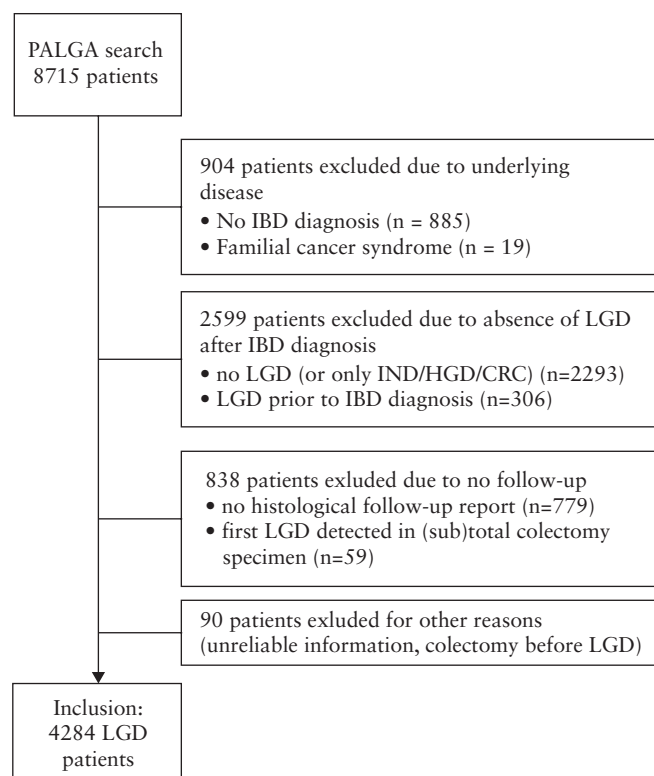 PALGA search
8715 patients
904 patients excluded due to underlying
disease
• No IBD diagnosis (n = 885)
• Familial cancer syndrome (n = 19)
2599 patients excluded due to absence of LGD
after IBD diagnosis
• no LGD (or only IND/HGD/CRC) (n=2293)
• LGD prior to IBD diagnosis (n=306)
838 patients exluded due to no follow-up
• no histological follow-up report (n=779)
• first LGD detected in (sub)total colectomy
specimen (n=59)
90 patients exluded for other reasons
(unreliable information, colectomy before LGD)
Inclusion:
4284 LGD
patients